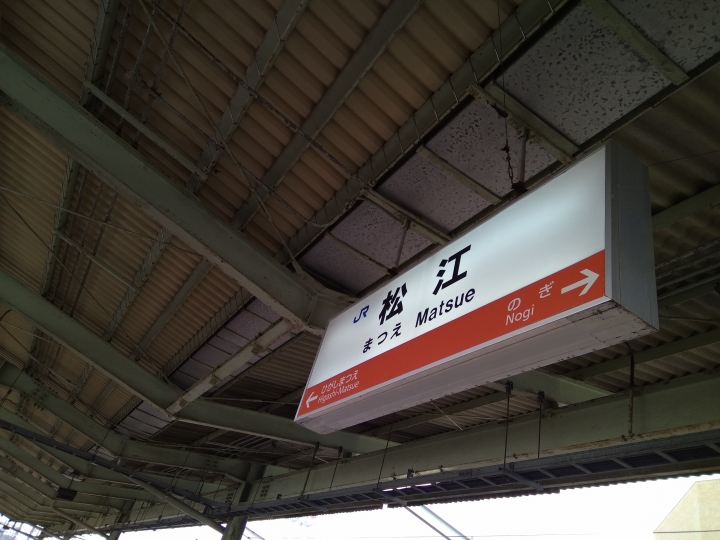 JR 松江
まつえ Matsue
のぎ
Nogi →
← ひがしまつえ
Higashi-Matsue